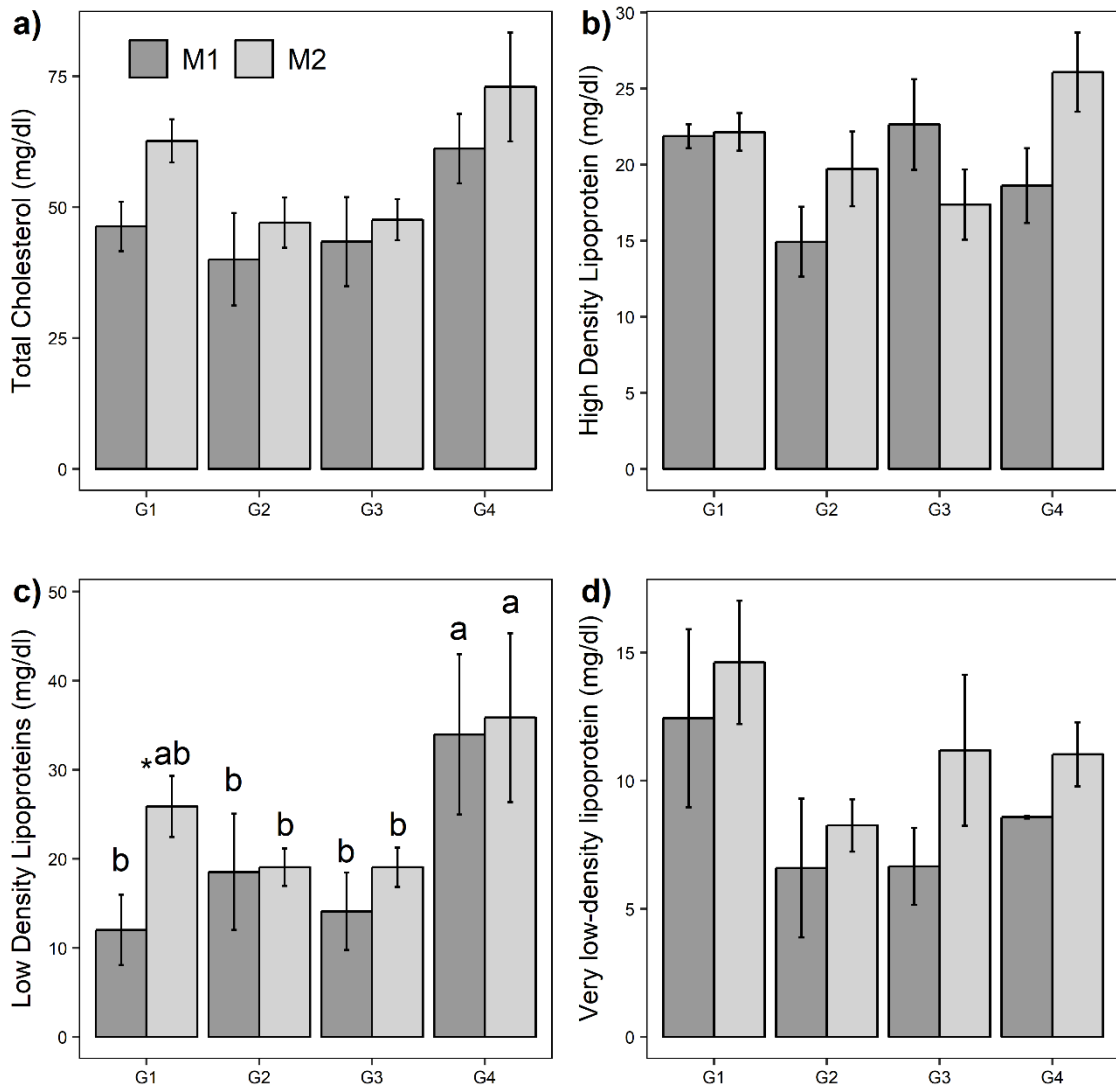 a)
M1 M2
Total Cholesterol (mg/dl)
75
50
25
0
G1 G2 G3 G4
b)
High Density Lipoprotein (mg/dl)
30
25
20
15
10
5
0
G1 G2 G3 G4
c)
Low Density Lipoproteins (mg/dl)
50
40
30
20
10
0
b *ab b b b b a a
G1 G2 G3 G4
d)
Very low-density lipoprotein (mg/dl)
15
10
5
0
G1 G2 G3 G4